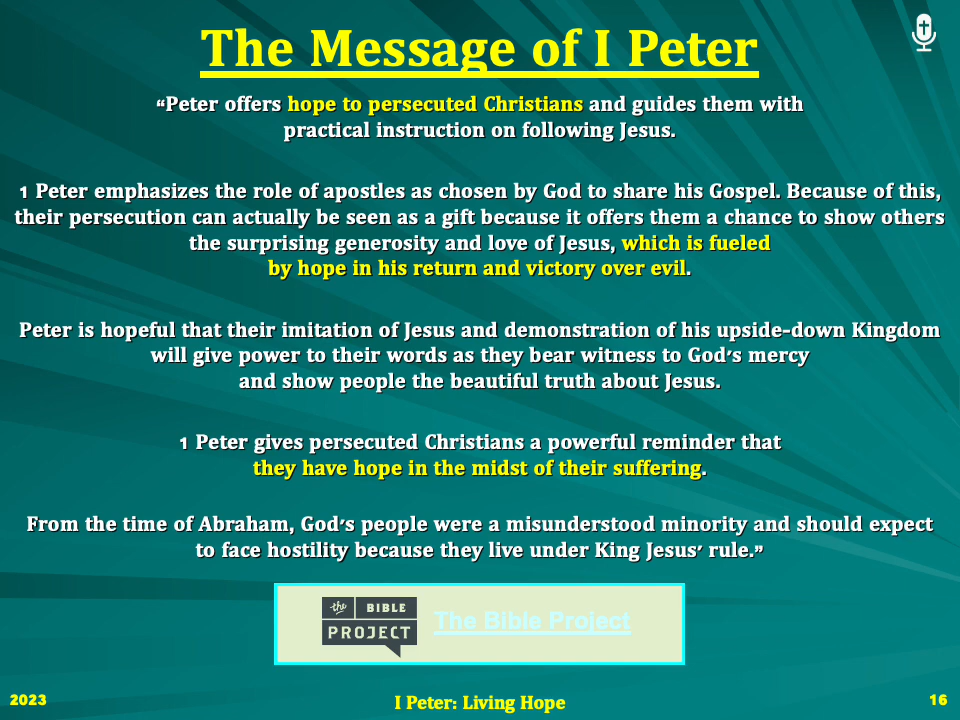 The Message of I Peter
“Peter offers hope to persecuted Christians and guides them with
practical instruction on following Jesus.
1 Peter emphasizes the role of apostles as chosen by God to share his Gospel. Because of this,
their persecution can actually be seen as a gift because it offers them a chance to show others
the surprising generosity and love of Jesus, which is fueled
by hope in his return and victory over evil.
Peter is hopeful that their imitation of Jesus and demonstration of his upside-down Kingdom
will give power to their words as they bear witness to God’s mercy
and show people the beautiful truth about Jesus.
1 Peter gives persecuted Christians a powerful reminder that
they have hope in the midst of their suffering.
From the time of Abraham, God’s people were a misunderstood minority and should expect
to face hostility because they live under King Jesus’ rule.”
the BIBLE
PROJECT
The Bible Project
2023
I Peter: Living Hope
16